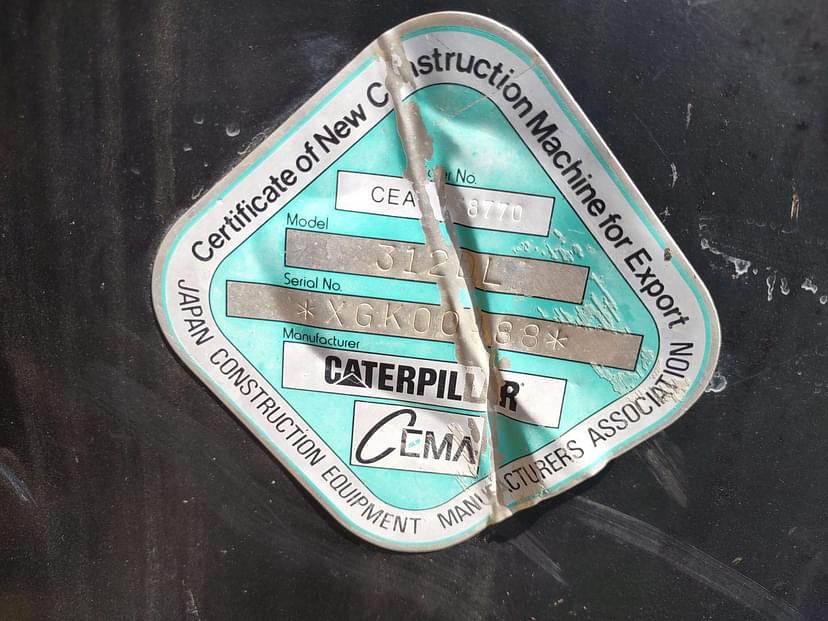 Certificate of New Construction Machine for Export
No.
CEA 8770
Model
312DL
Serial No.
Manufacturer
CATERPILLAR
CEMA
JAPAN CONSTRUCTION EQUIPMENT MANUFACTURERS ASSOCIATION